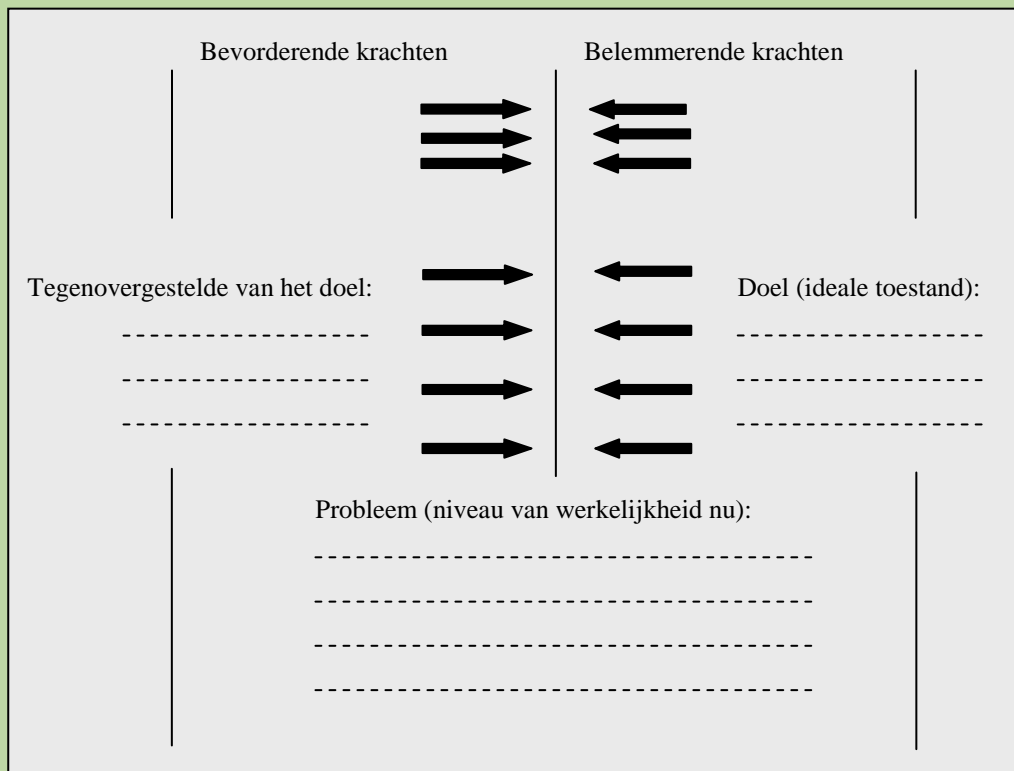 Bevorderende krachten
Belemmerende krachten
Tegenovergestelde van het doel:
Doel (ideale toestand):
Probleem (niveau van werkelijkheid nu):